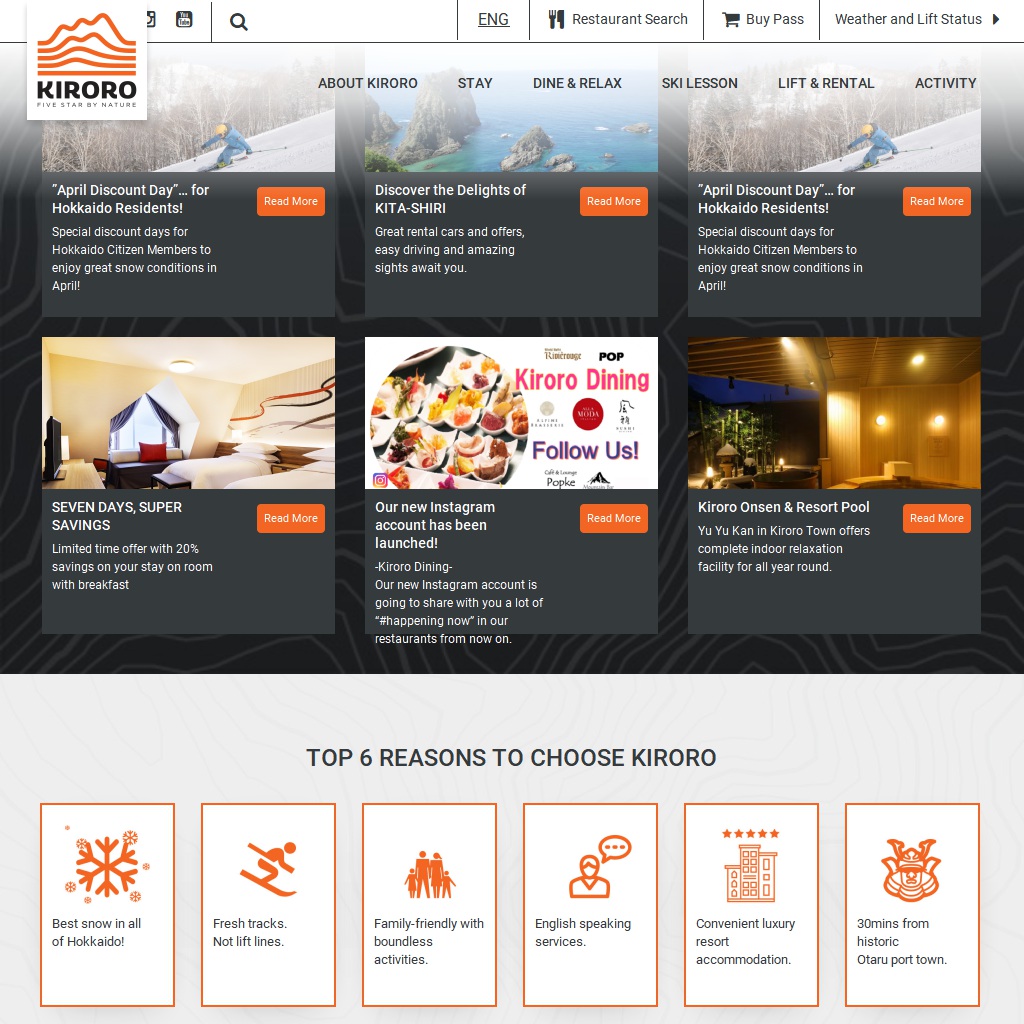 You Tube
ENG
Restaurant Search
Buy Pass
Weather and Lift Status
KIRORO
FIVE STAR BY NATURE
ABOUT KIRORO
STAY
DINE & RELAX
SKI LESSON
LIFT & RENTAL
ACTIVITY
”April Discount Day”... for
Hokkaido Residents!
Read More
Special discount days for
Hokkaido Citizen Members to
enjoy great snow conditions in
April!
Discover the Delights of
KITA-SHIRI
Read More
Great rental cars and offers,
easy driving and amazing
sights await you.
”April Discount Day”... for
Hokkaido Residents!
Read More
Special discount days for
Hokkaido Citizen Members to
enjoy great snow conditions in
April!
SEVEN DAYS, SUPER
SAVINGS
Read More
Limited time offer with 20%
savings on your stay on room
with breakfast
Rivièrouge
POP
Kiroro Dining
MODA
Follow Us!
Café & Lounge
Popke
Mountain Bar
Our new Instagram
account has been
launched!
Read More
-Kiroro Dining-
Our new Instagram account is
going to share with you a lot of
“#happening now” in our
restaurants from now on.
Kiroro Onsen & Resort Pool
Read More
Yu Yu Kan in Kiroro Town offers
complete indoor relaxation
facility for all year round.
TOP 6 REASONS TO CHOOSE KIRORO
Best snow in all
of Hokkaido!
Fresh tracks.
Not lift lines.
Family-friendly with
boundless
activities.
English speaking
services.
Convenient luxury
resort
accommodation.
30mins from
historic
Otaru port town.